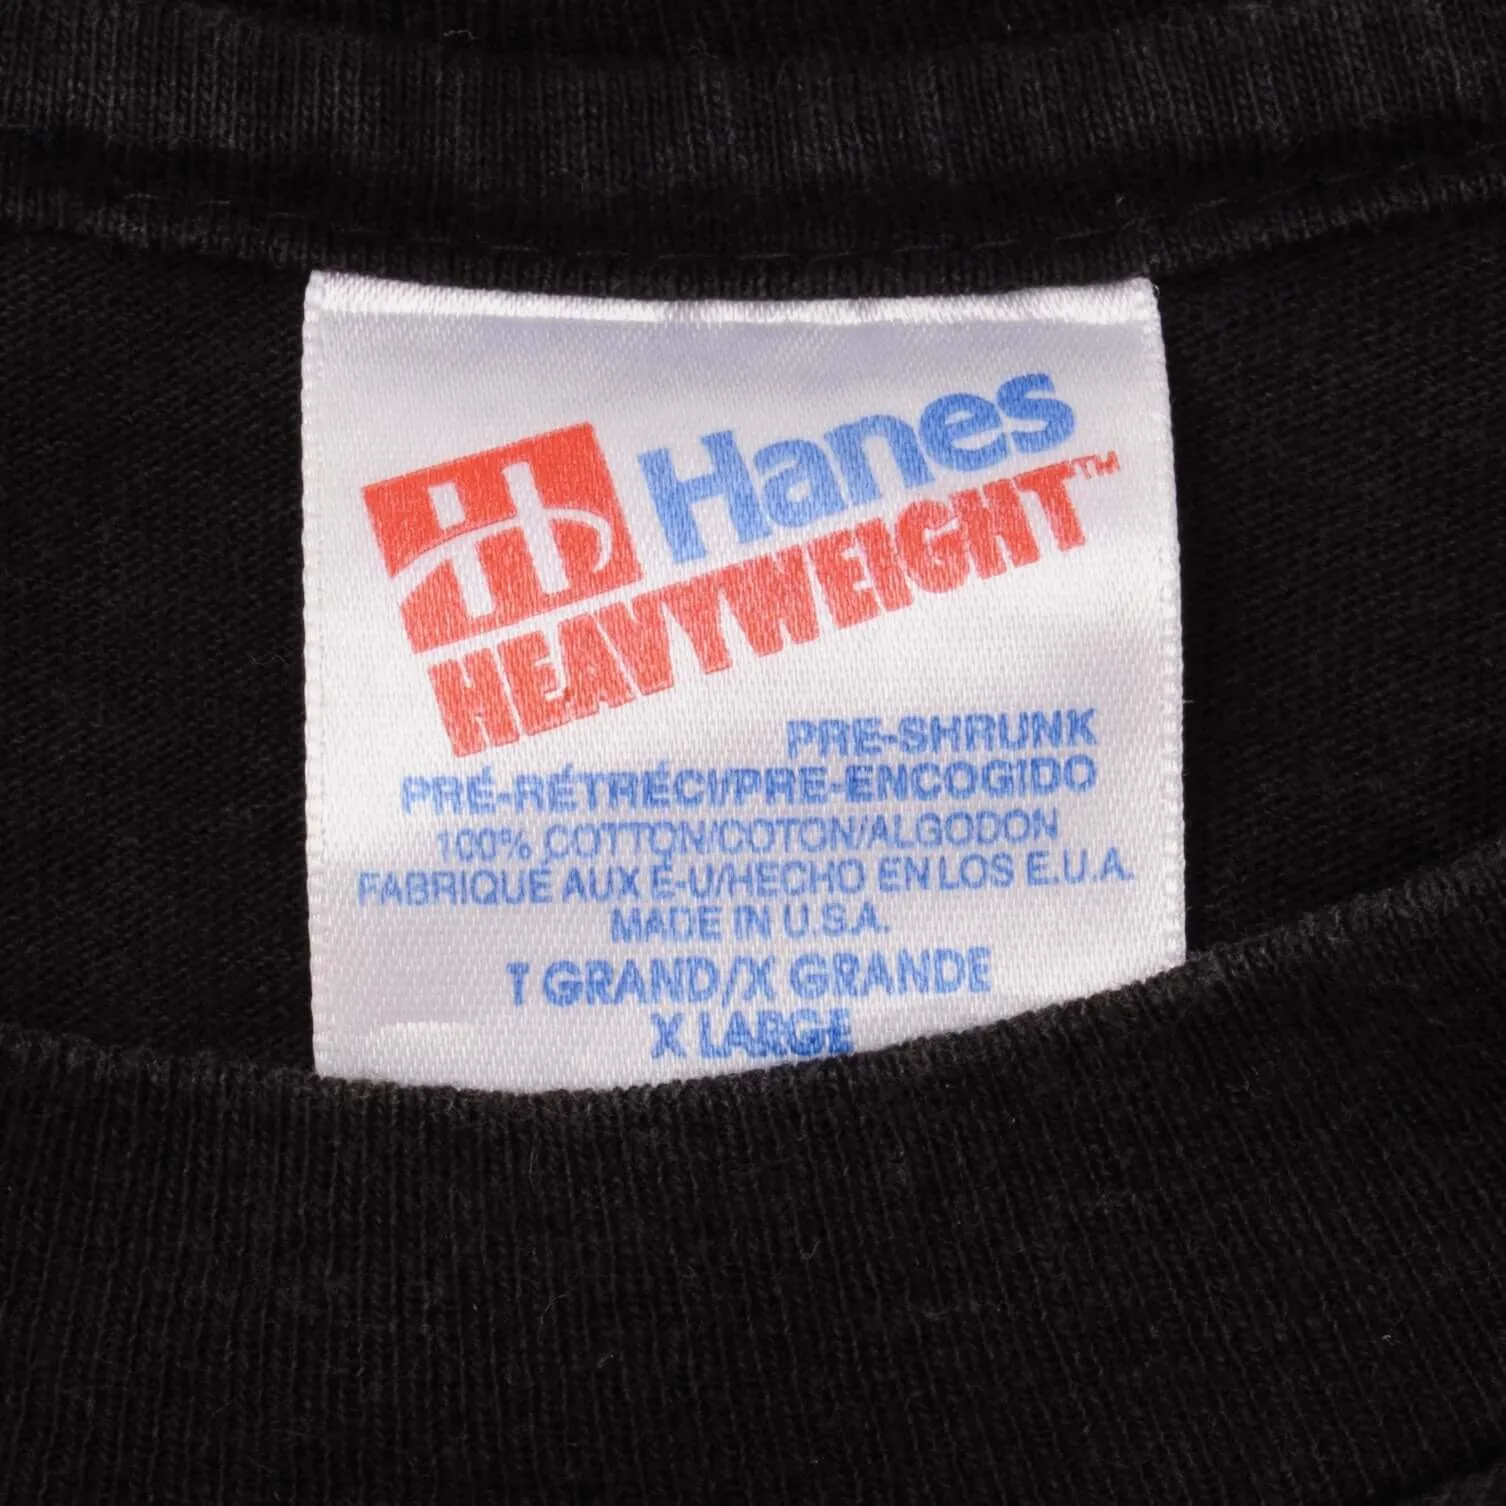 Hanes
HEAVYWEIGHT™
PRE-SHRUNK
PRÉ-RÉTRÉCI/PRE-ENCOGIDO
100% COTTON/COTON/ALGODON
FABRIQUÉ AUX É-U/HECHO EN LOS E.U.A.
MADE IN U.S.A.
T GRAND/X GRANDE
X LARGE